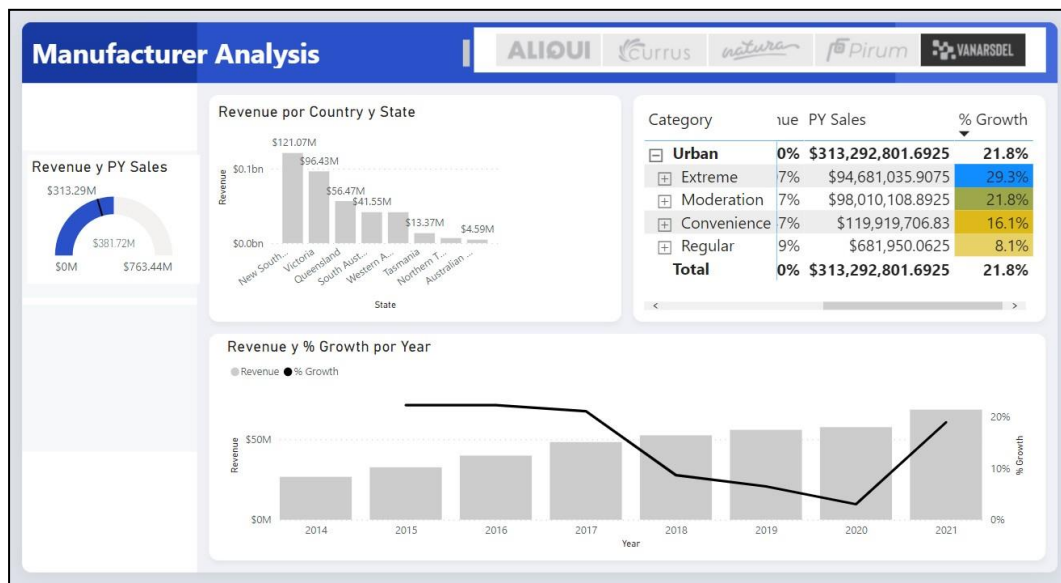 Manufacturer Analysis
ALIQUI
Currus
natura
Pirum
VANARSDEL
Revenue y PY Sales
$313.29M
$381.72M
$0M
$763.44M
Revenue por Country y State
Revenue
$0.1bn
$0.0bn
$121.07M
$96.43M
$56.47M
$41.55M
$13.37M
$4.59M
New South...
Victoria
Queensland
South Aust...
Western A...
Tasmania
Northern T...
Australian ...
State
Category nue PY Sales % Growth
Urban 0% $313,292,801.6925 21.8%
Extreme 7% $94,681,035.9075 29.3%
Moderation 7% $98,010,108.8925 21.8%
Convenience 7% $119,919,706.83 16.1%
Regular 9% $681,950.0625 8.1%
Total 0% $313,292,801.6925 21.8%
Revenue y % Growth por Year
Revenue % Growth
Revenue
$50M
$0M
20%
10%
0%
% Growth
2014 2015 2016 2017 2018 2019 2020 2021
Year